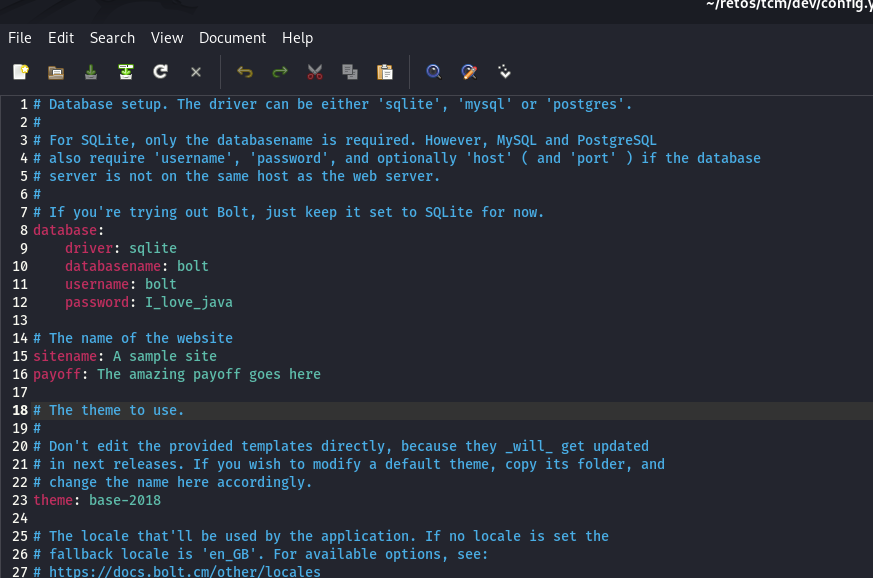 ~/retos/tcm/dev/config.y
File Edit Search View Document Help
1 # Database setup. The driver can be either 'sqlite', 'mysql' or 'postgres'.
2 #
3 # For SQLite, only the databasename is required. However, MySQL and PostgreSQL
4 # also require 'username', 'password', and optionally 'host' ( and 'port' ) if the database
5 # server is not on the same host as the web server.
6 #
7 # If you're trying out Bolt, just keep it set to SQLite for now.
8 database:
9     driver: sqlite
10     databasename: bolt
11     username: bolt
12     password: I_love_java
13
14 # The name of the website
15 sitename: A sample site
16 payoff: The amazing payoff goes here
17
18 # The theme to use.
19 #
20 # Don't edit the provided templates directly, because they _will_ get updated
21 # in next releases. If you wish to modify a default theme, copy its folder, and
22 # change the name here accordingly.
23 theme: base-2018
24
25 # The locale that'll be used by the application. If no locale is set the
26 # fallback locale is 'en_GB'. For available options, see:
27 # https://docs.bolt.cm/other/locales